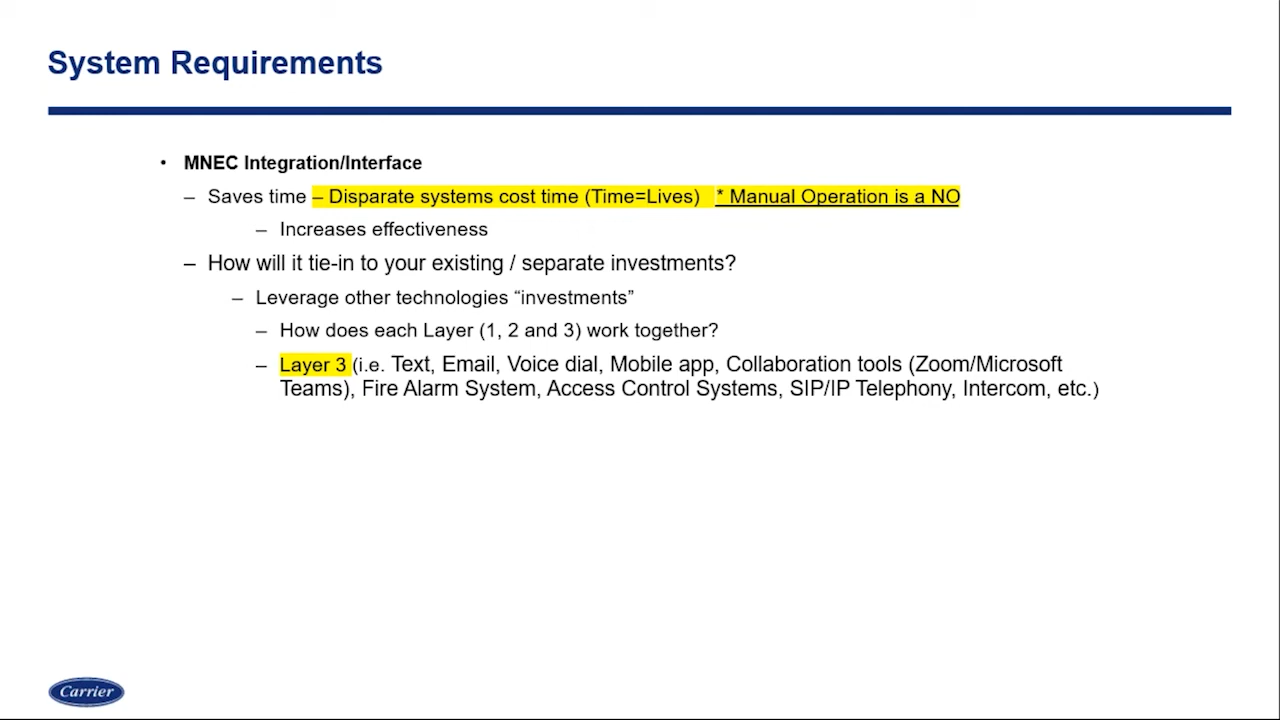 System Requirements
• MNEC Integration/Interface
– Saves time – Disparate systems cost time (Time=Lives) * Manual Operation is a NO
– Increases effectiveness
– How will it tie-in to your existing / separate investments?
– Leverage other technologies “investments”
– How does each Layer (1, 2 and 3) work together?
– Layer 3 (i.e. Text, Email, Voice dial, Mobile app, Collaboration tools (Zoom/Microsoft
Teams), Fire Alarm System, Access Control Systems, SIP/IP Telephony, Intercom, etc.)
Carrier